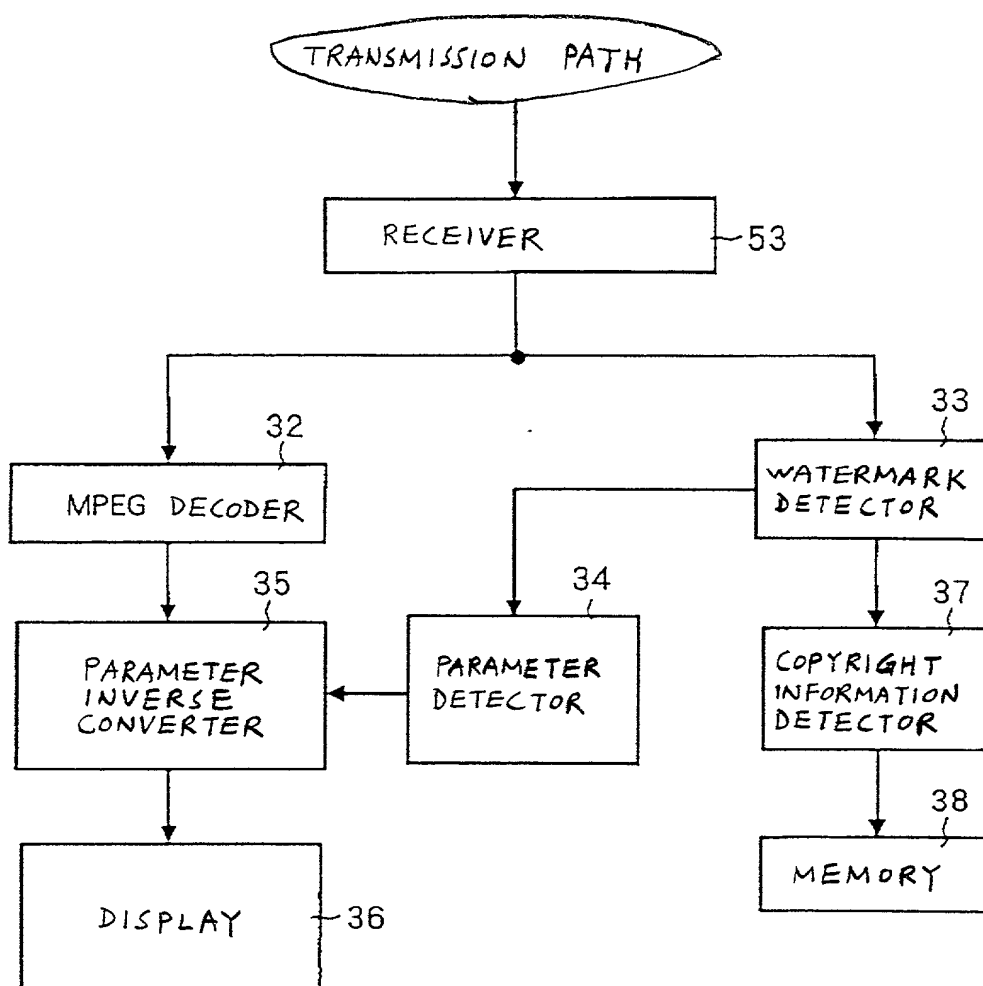 TRANSMISSION PATH
RECEIVER
53
32
33
MPEG DECODER
WATERMARK
DETECTOR
35
34
37
PARAMETER
INVERSE
CONVERTER
PARAMETER
DETECTOR
COPYRIGHT
INFORMATION
DETECTOR
38
MEMORY
DISPLAY
36